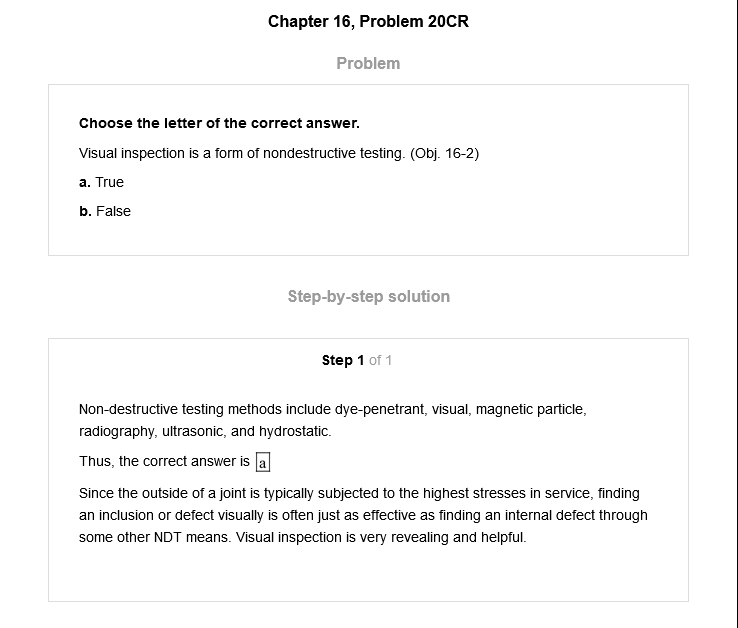 Chapter 16, Problem 20CR
Problem
Choose the letter of the correct answer.
Visual inspection is a form of nondestructive testing. (Obj. 16-2)
a. True
b. False
Step-by-step solution
Step 1 of 1
Non-destructive testing methods include dye-penetrant, visual, magnetic particle,
radiography, ultrasonic, and hydrostatic.
Thus, the correct answer is a
Since the outside of a joint is typically subjected to the highest stresses in service, finding
an inclusion or defect visually is often just as effective as finding an internal defect through
some other NDT means. Visual inspection is very revealing and helpful.